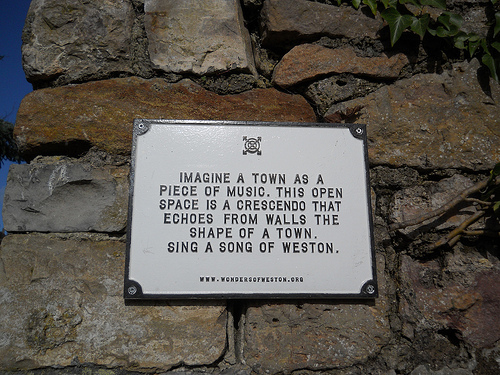 IMAGINE A TOWN AS A
PIECE OF MUSIC. THIS OPEN
SPACE IS A CRESCENDO THAT
ECHOES FROM WALLS THE
SHAPE OF A TOWN.
SING A SONG OF WESTON.
WWW.WONDERSOFWESTON.ORG